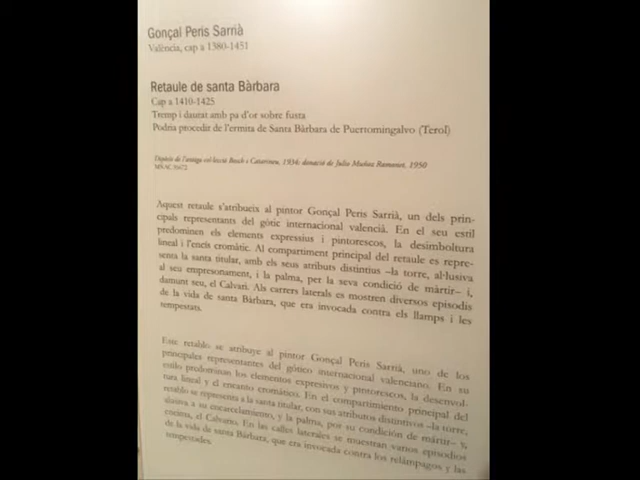 Gonçal Peris Sarrià
València, cap a 1380-1451
Retaule de santa Bàrbara
Cap a 1410-1425
Tremp i daurat amb pa d'or sobre fusta
Podria procedir de l'ermita de Santa Bàrbara de Puertomingalvo (Terol)
Dipòsit de l'antiga col·lecció Bosch i Catarineu, 1934; donació de Julio Muñoz Ramonet, 1950
MNAC
Aquest retaule s'atribueix al pintor Gonçal Peris Sarrià, un dels prin-
cipals representants del gòtic internacional valencià. En el seu estil
predominen els elements expressius i pintorescos, la desimboltura
lineal i l'encís cromàtic. Al compartiment principal del retaule es repre-
senta la santa titular, amb els seus atributs distintius –la torre, al·lusiva
al seu empresonament, i la palma, per la seva condició de màrtir– i,
damunt seu, el Calvari. Als carrers laterals es mostren diversos episodis
de la vida de santa Bàrbara, que era invocada contra els llamps i les
tempestats.
Este retablo se atribuye al pintor Gonçal Peris Sarrià, uno de los
principales representantes del gótico internacional valenciano. En su
estilo predominan los elementos expresivos y pintorescos, la desenvol-
tura lineal y el encanto cromático. En el compartimiento principal del
retablo se representa a la santa titular, con sus atributos distintivos –la torre,
alusiva a su encarcelamiento, y la palma, por su condición de mártir– y,
encima, el Calvario. En las calles laterales se muestran varios episodios
de la vida de santa Bárbara, que era invocada contra los relámpagos y las
tempestades.